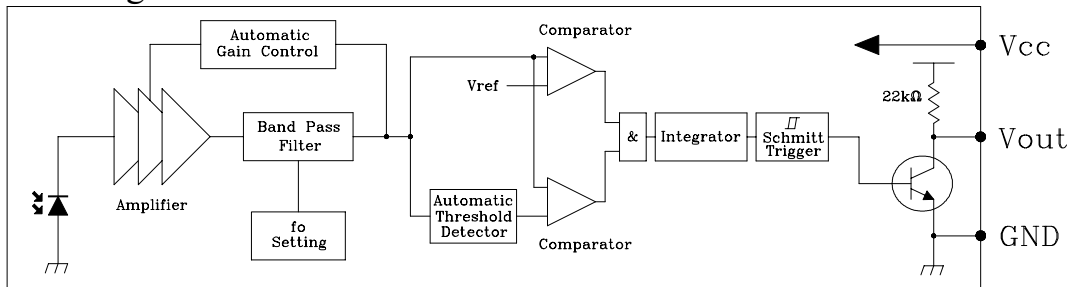 Automatic
Gain Control
Amplifier
Band Pass
Filter
fo
Setting
Comparator
Vref
Automatic
Threshold
Detector
Comparator
&
Integrator
Schmitt
Trigger
22kΩ
Vcc
Vout
GND